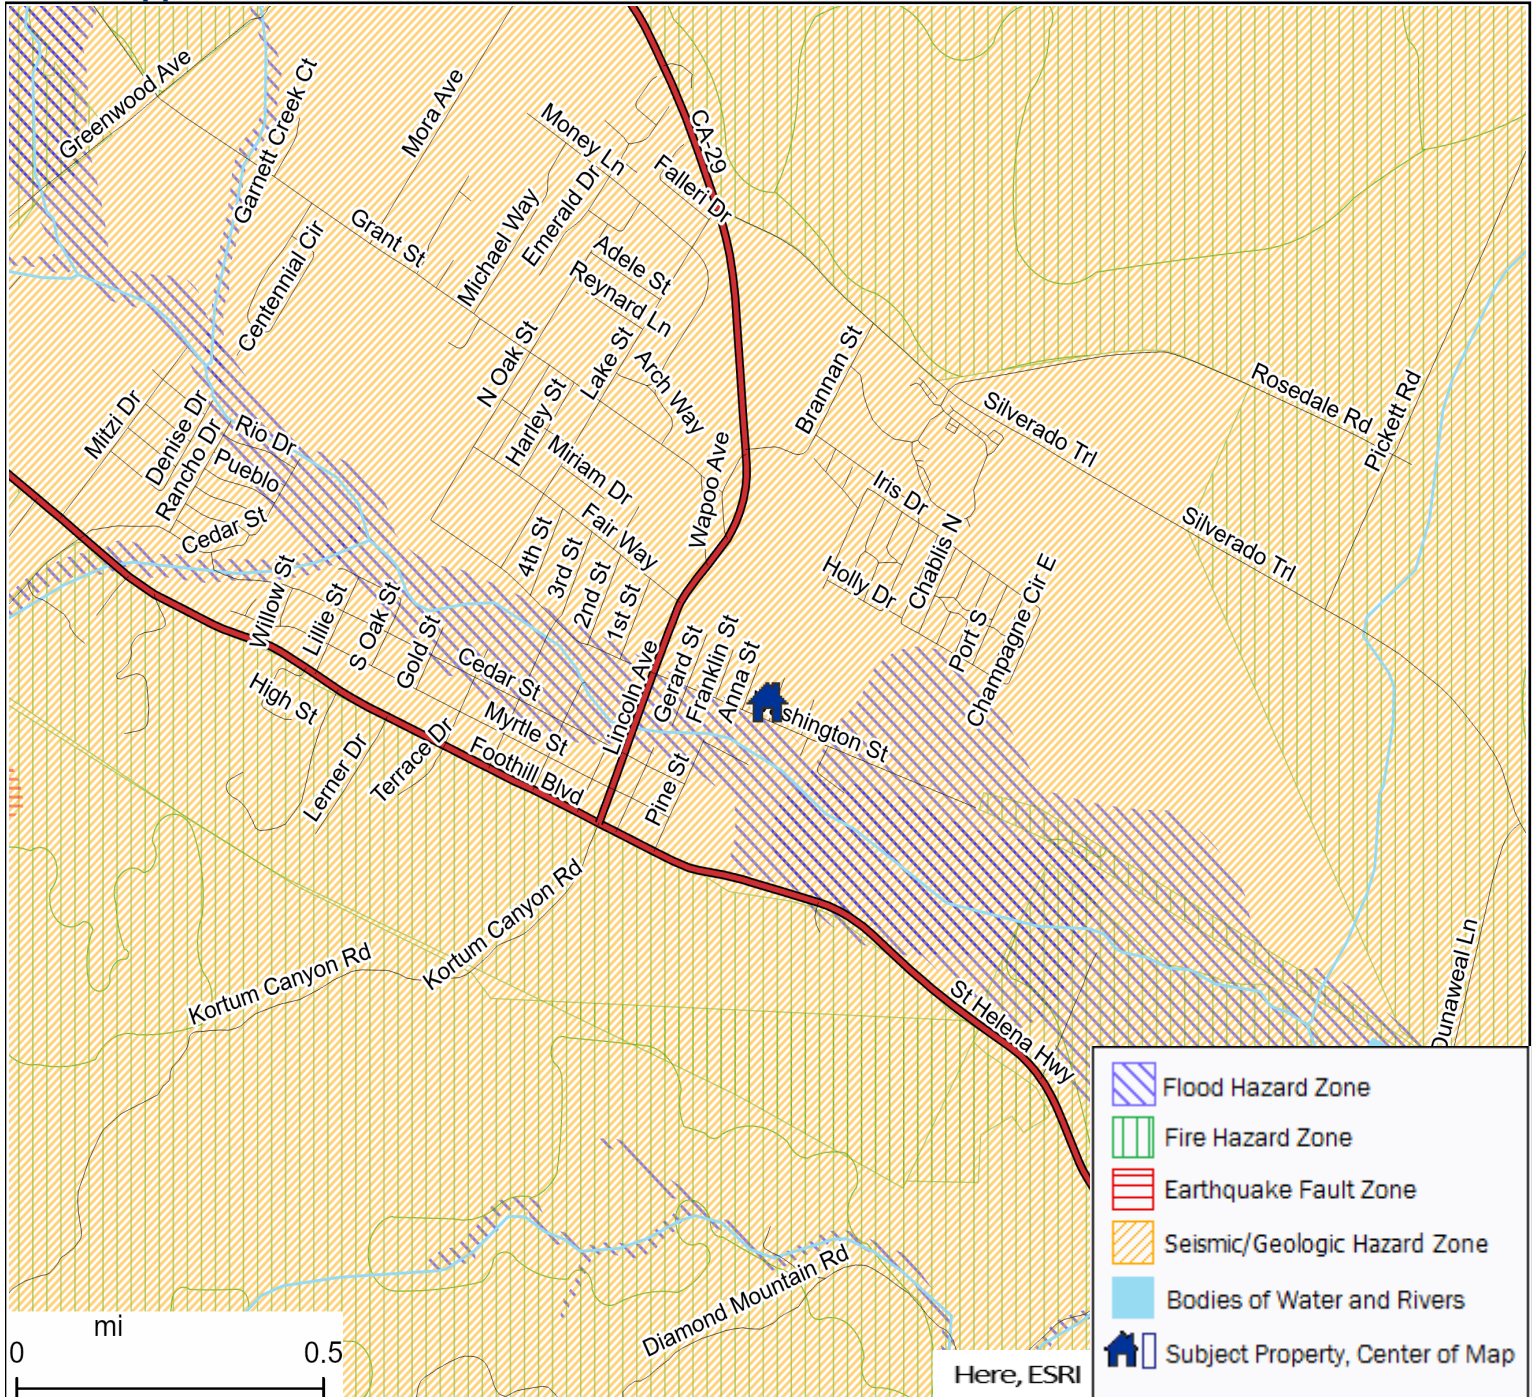 Greenwood Ave
Garnett Creek Ct
Mora Ave
CA-29
Money Ln
Falleri Dr
Michael Way
Emerald Dr
Grant St
Centennial Cir
Adele St
Reynard Ln
N Oak St
Lake St
Arch Way
Harley St
Brannan St
Rosedale Rd
Pickett Rd
Silverado Trl
Mitzi Dr
Denise Dr
Rancho Dr
Rio Dr
Pueblo
Cedar St
Miriam Dr
Fair Way
Wapoo Ave
Iris Dr
Chablis N
Silverado Trl
4th St
3rd St
2nd St
1st St
Holly Dr
Port S
Champagne Cir E
Willow St
Lillie St
S Oak St
Gold St
Cedar St
Lincoln Ave
Gerard St
Franklin St
Anna St
shington St
High St
Myrtle St
Foothill Blvd
Lerner Dr
Terrace Dr
Pine St
Kortum Canyon Rd
Kortum Canyon Rd
St Helena Hwy
Dunaweal Ln
Diamond Mountain Rd
Flood Hazard Zone
Fire Hazard Zone
Earthquake Fault Zone
Seismic/Geologic Hazard Zone
Bodies of Water and Rivers
Subject Property, Center of Map
mi
0 0.5
Here, ESRI